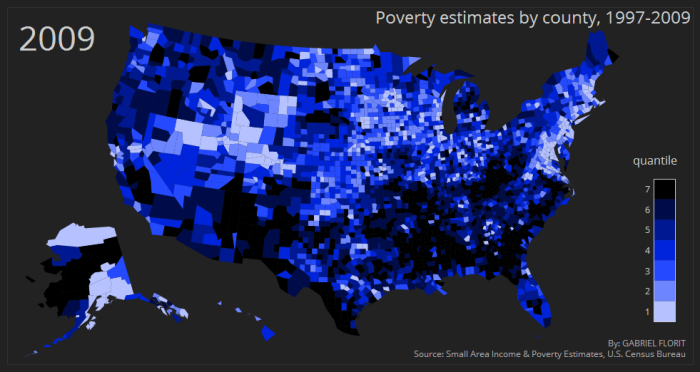 Poverty estimates by county, 1997-2009
2009
quantile
7
6
5
4
3
2
1
By: GABRIEL FLORIT
Source: Small Area Income & Poverty Estimates, U.S. Census Bureau